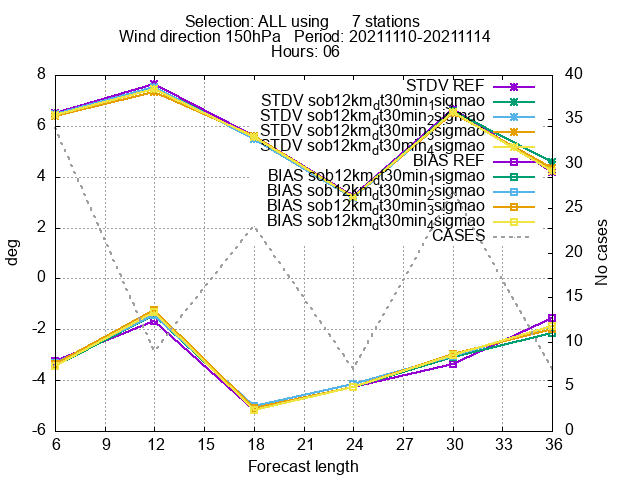 Selection: ALL using 7 stations
Wind direction 150hPa Period: 20211110-20211114
Hours: 06
8
6
4
2
0
-2
-4
-6
deg
40
35
30
25
20
15
10
5
0
No cases
STDV REF
STDV sob12km_dt30min_1sigmao
STDV sob12km_dt30min_2sigmao
STDV sob12km_dt30min_3sigmao
STDV sob12km_dt30min_4sigmao
BIAS REF
BIAS sob12km_dt30min_1sigmao
BIAS sob12km_dt30min_2sigmao
BIAS sob12km_dt30min_3sigmao
BIAS sob12km_dt30min_4sigmao
CASES
6 9 12 15 18 21 24 27 30 33 36
Forecast length